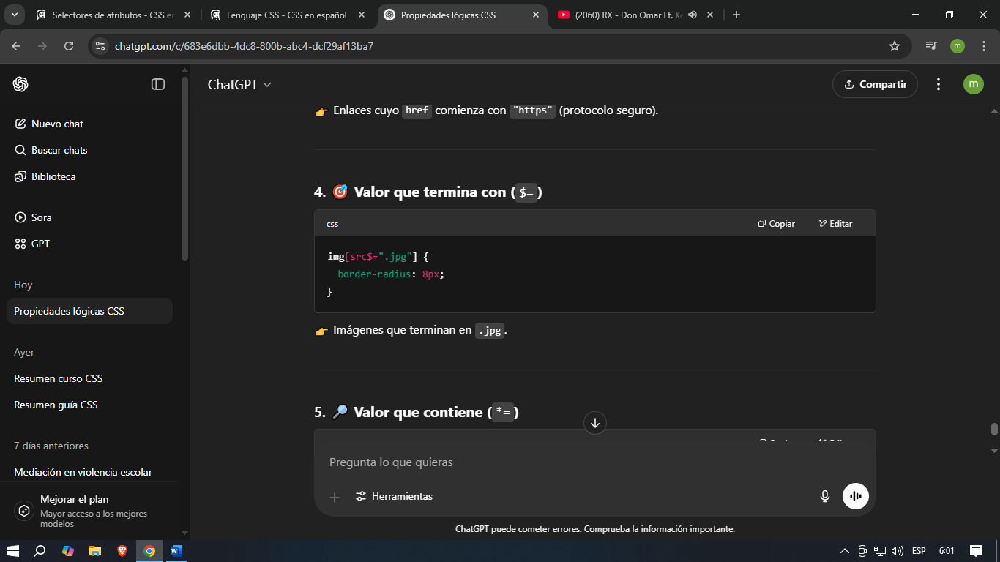 Selectores de atributos - CSS en
Lenguaje CSS - CSS en español
Propiedades lógicas CSS
(2060) RX - Don Omar Ft. Ke
chatgpt.com/c/683e6dbb-4dc8-800b-abc4-dcf29af13ba7
m
ChatGPT
Compartir
m
Nuevo chat
Buscar chats
Biblioteca
Sora
GPT
Hoy
Propiedades lógicas CSS
Ayer
Resumen curso CSS
Resumen guía CSS
7 días anteriores
Mediación en violencia escolar
Mejorar el plan
Mayor acceso a los mejores
modelos
👉 Enlaces cuyo href comienza con "https" (protocolo seguro).
4. 🎯 Valor que termina con ($=)
css
Copiar
Editar
img[src$=".jpg"] {
border-radius: 8px;
}
👉 Imágenes que terminan en .jpg.
5. 🔎 Valor que contiene (*=)
Pregunta lo que quieras
Herramientas
ChatGPT puede cometer errores. Comprueba la información importante.
ESP
6:01